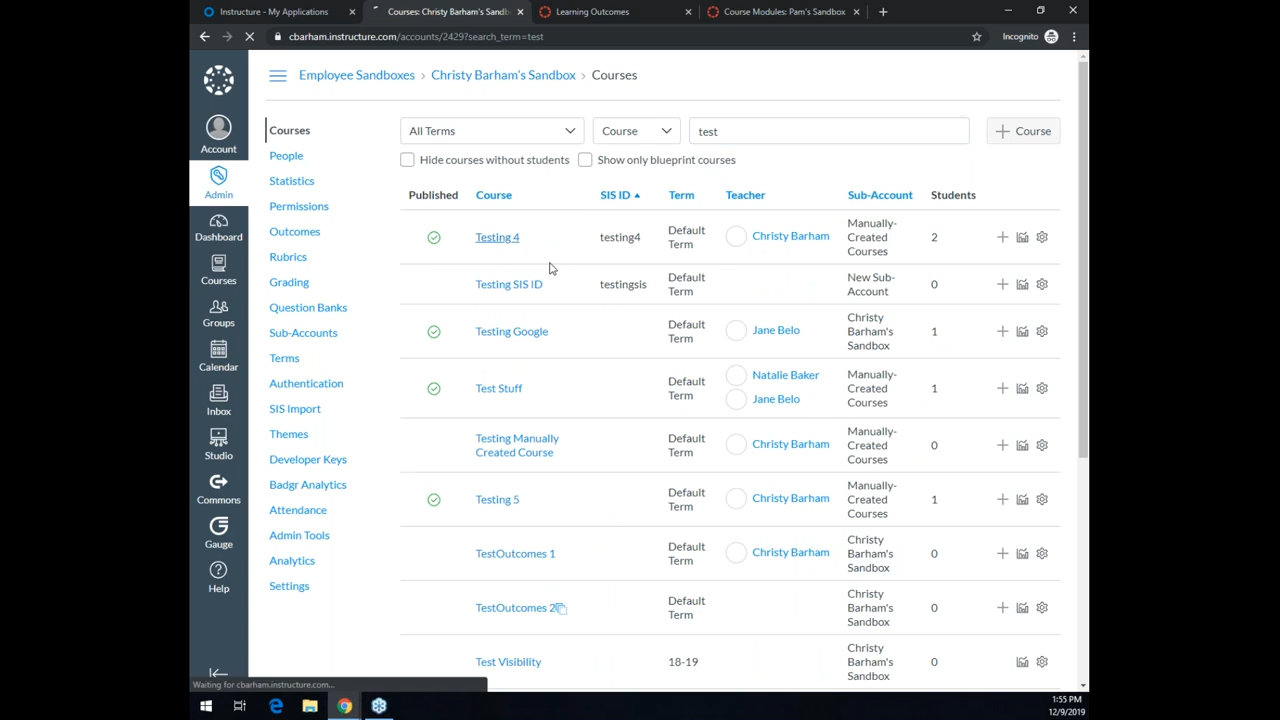 Instructure - My Applications
Courses: Christy Barham's Sandb
Learning Outcomes
Course Modules: Pam's Sandbox
cbarham.instructure.com/accounts/2429?search_term=test
Incognito
Employee Sandboxes > Christy Barham's Sandbox > Courses
Account
Admin
Dashboard
Courses
Groups
Calendar
Inbox
Studio
Commons
Gauge
Help
Courses
People
Statistics
Permissions
Outcomes
Rubrics
Grading
Question Banks
Sub-Accounts
Terms
Authentication
SIS Import
Themes
Developer Keys
Badgr Analytics
Attendance
Admin Tools
Analytics
Settings
All Terms Course test + Course
Hide courses without students Show only blueprint courses
Published Course SIS ID Term Teacher Sub-Account Students
Testing 4 testing4 Default Term Christy Barham Manually-Created Courses 2
Testing SIS ID testingsis Default Term New Sub-Account 0
Testing Google Default Term Jane Belo Christy Barham's Sandbox 1
Test Stuff Default Term Natalie Baker Jane Belo Manually-Created Courses 1
Testing Manually Created Course Default Term Christy Barham Manually-Created Courses 0
Testing 5 Default Term Christy Barham Manually-Created Courses 1
TestOutcomes 1 Default Term Christy Barham Christy Barham's Sandbox 0
TestOutcomes 2 Default Term Christy Barham's Sandbox 0
Test Visibility 18-19 Christy Barham's Sandbox 0
Waiting for cbarham.instructure.com...
1:55 PM
12/9/2019